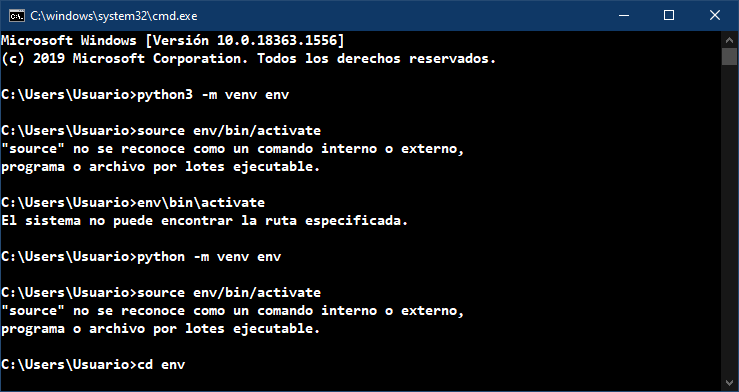 C:\windows\system32\cmd.exe
Microsoft Windows [Versión 10.0.18363.1556]
(c) 2019 Microsoft Corporation. Todos los derechos reservados.
C:\Users\Usuario>python3 -m venv env
C:\Users\Usuario>source env/bin/activate
"source" no se reconoce como un comando interno o externo,
programa o archivo por lotes ejecutable.
C:\Users\Usuario>env\bin\activate
El sistema no puede encontrar la ruta especificada.
C:\Users\Usuario>python -m venv env
C:\Users\Usuario>source env/bin/activate
"source" no se reconoce como un comando interno o externo,
programa o archivo por lotes ejecutable.
C:\Users\Usuario>cd env